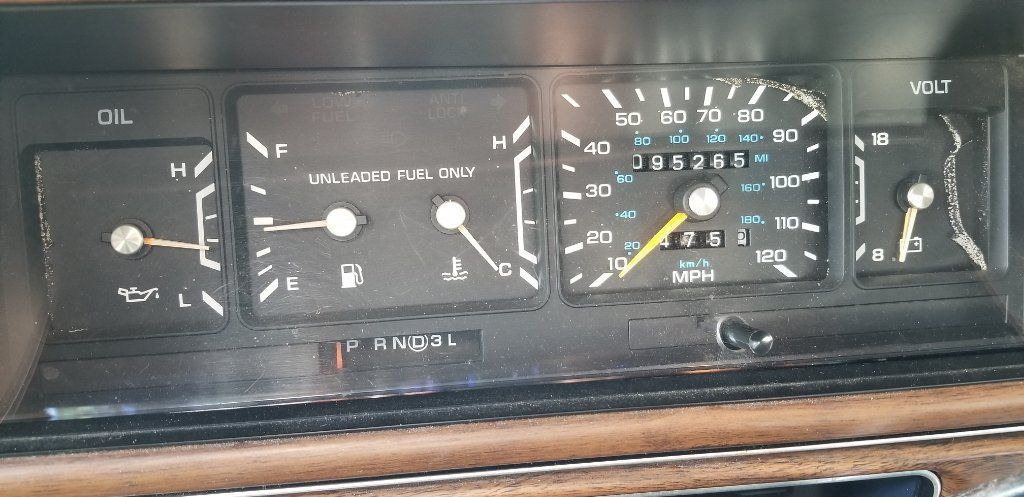 OIL
H
L
LOW FUEL
ANTI LOCK
F
H
UNLEADED FUEL ONLY
E
C
P R N D 3 L
10 20 30 40 50 60 70 80 90 100 110 120
20 40 60 80 100 120 140 160 180
095265 MI
475
km/h
MPH
VOLT
18
8